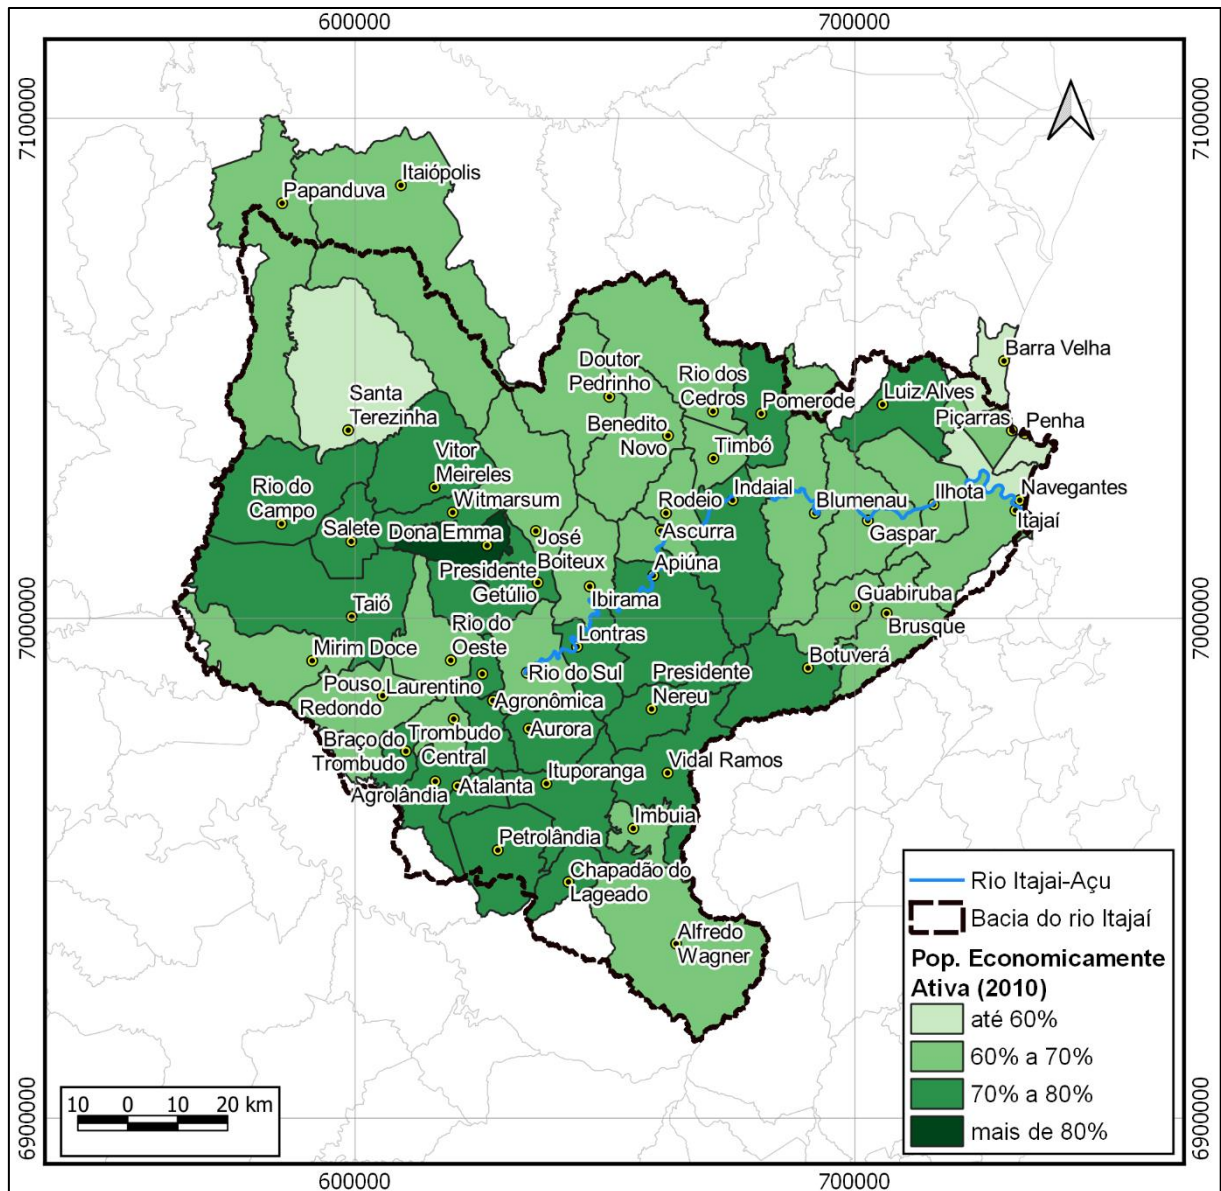 600000
700000
7100000
7100000
Itaiópolis
Papanduva
Barra Velha
Doutor
Pedrinho
Rio dos
Cedros
Pomerode
Luiz Alves
Piçarras
Penha
Santa
Terezinha
Benedito
Novo
Timbó
Vitor
Meireles
Witmarsum
Rio do
Campo
Salete
Dona Emma
José
Boiteux
Rodeio
Indaial
Blumenau
Ilhota
Navegantes
Itajaí
Gaspar
Ascurra
Apiúna
Presidente
Getúlio
Ibirama
Guabiruba
Brusque
7000000
7000000
Taió
Rio do
Oeste
Lontras
Mirim Doce
Botuverá
Pouso
Redondo
Laurentino
Rio do Sul
Presidente
Nereu
Agronômica
Aurora
Braço do
Trombudo
Trombudo
Central
Vidal Ramos
Ituporanga
Agrolândia
Atalanta
Imbuia
Petrolândia
Chapadão do
Lageado
Alfredo
Wagner
Rio Itajai-Açu
Bacia do rio Itajaí
Pop. Economicamente
Ativa (2010)
até 60%
60% a 70%
70% a 80%
mais de 80%
10 0 10 20 km
6900000
6900000
600000
700000